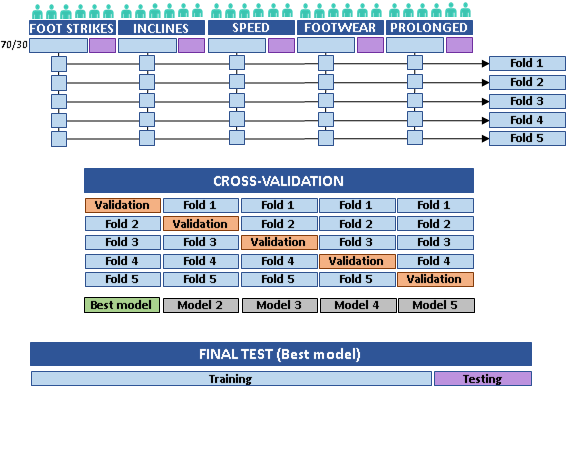 FOOT STRIKES INCLINES SPEED FOOTWEAR PROLONGED
70/30
Fold 1
Fold 2
Fold 3
Fold 4
Fold 5
CROSS-VALIDATION
Validation Fold 1 Fold 1 Fold 1 Fold 1
Fold 2 Validation Fold 2 Fold 2 Fold 2
Fold 3 Fold 3 Validation Fold 3 Fold 3
Fold 4 Fold 4 Fold 4 Validation Fold 4
Fold 5 Fold 5 Fold 5 Fold 5 Validation
Best model Model 2 Model 3 Model 4 Model 5
FINAL TEST (Best model)
Training Testing